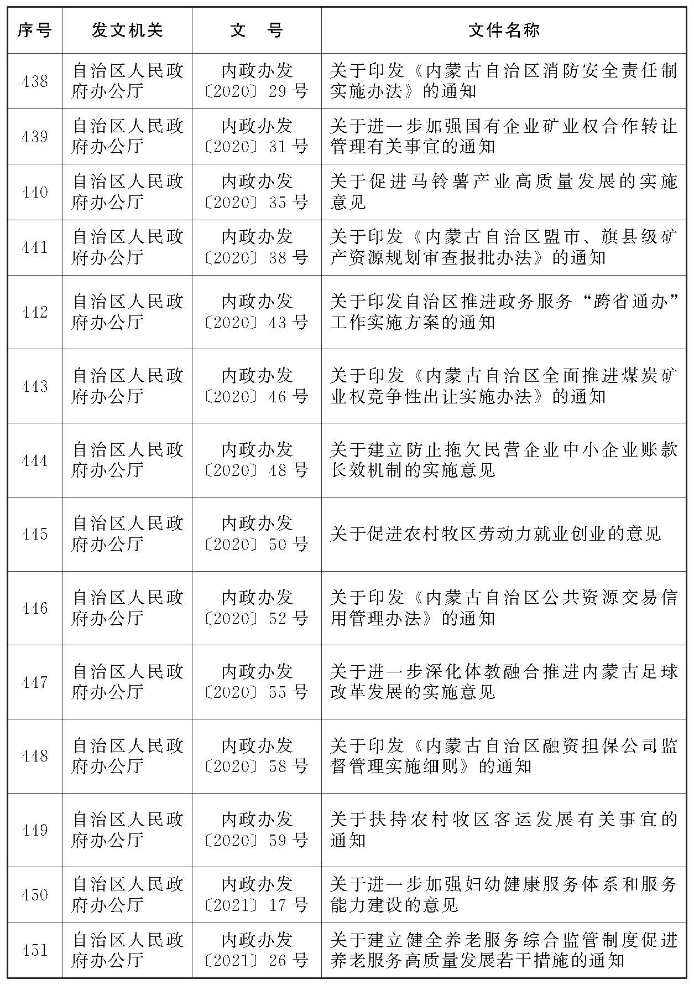 序号 发文机关 文 号 文件名称
438 自治区人民政府办公厅 内政办发〔2020〕29号 关于印发《内蒙古自治区消防安全责任制实施办法》的通知
439 自治区人民政府办公厅 内政办发〔2020〕31号 关于进一步加强国有企业矿业权合作转让管理有关事宜的通知
440 自治区人民政府办公厅 内政办发〔2020〕35号 关于促进马铃薯产业高质量发展的实施意见
441 自治区人民政府办公厅 内政办发〔2020〕38号 关于印发《内蒙古自治区盟市、旗县级矿产资源规划审查报批办法》的通知
442 自治区人民政府办公厅 内政办发〔2020〕43号 关于印发自治区推进政务服务“跨省通办”工作实施方案的通知
443 自治区人民政府办公厅 内政办发〔2020〕46号 关于印发《内蒙古自治区全面推进煤炭矿业权竞争性出让实施办法》的通知
444 自治区人民政府办公厅 内政办发〔2020〕48号 关于建立防止拖欠民营企业中小企业账款长效机制的实施意见
445 自治区人民政府办公厅 内政办发〔2020〕50号 关于促进农村牧区劳动力就业创业的意见
446 自治区人民政府办公厅 内政办发〔2020〕52号 关于印发《内蒙古自治区公共资源交易信用管理办法》的通知
447 自治区人民政府办公厅 内政办发〔2020〕55号 关于进一步深化体教融合推进内蒙古足球改革发展的实施意见
448 自治区人民政府办公厅 内政办发〔2020〕58号 关于印发《内蒙古自治区融资担保公司监督管理实施细则》的通知
449 自治区人民政府办公厅 内政办发〔2020〕59号 关于扶持农村牧区客运发展有关事宜的通知
450 自治区人民政府办公厅 内政办发〔2021〕17号 关于进一步加强妇幼健康服务体系和服务能力建设的意见
451 自治区人民政府办公厅 内政办发〔2021〕26号 关于建立健全养老服务综合监管制度促进养老服务高质量发展若干措施的通知